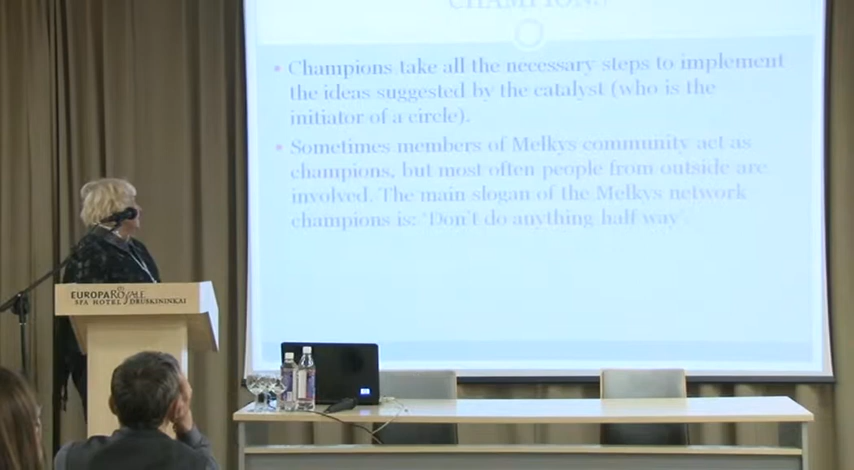 CHAMPIONS
Champions take all the necessary steps to implement
the ideas suggested by the catalyst (who is the
initiator of a circle).
Sometimes members of Melkys community act as
champions, but most often people from outside are
involved. The main slogan of the Melkys network
champions is: 'Don't do anything half way'
EUROPA ROYALE
SPA HOTEL DRUSKININKAI